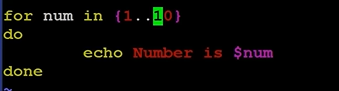 for num in {1..10}
do
        echo Number is $num
done
~